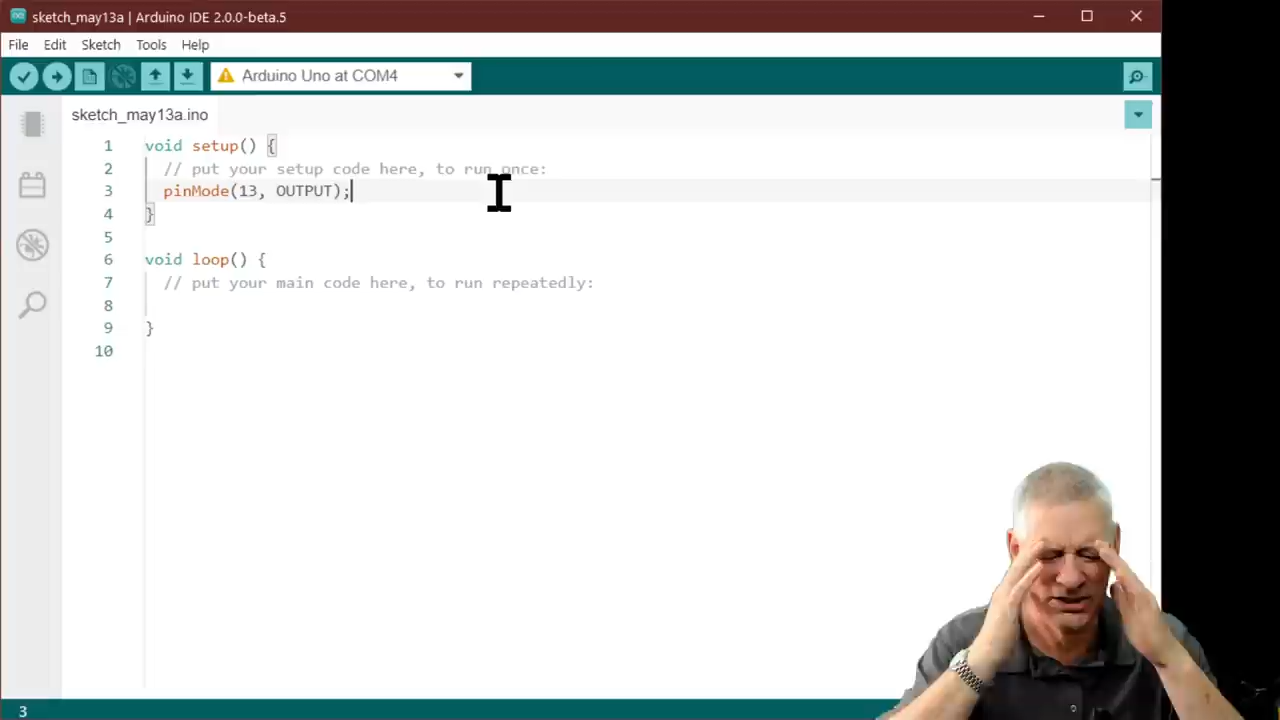 sketch_may13a | Arduino IDE 2.0.0-beta.5
File Edit Sketch Tools Help
Arduino Uno at COM4
sketch_may13a.ino
1 void setup() {
2 // put your setup code here, to run once:
3 pinMode(13, OUTPUT);
4 }
5
6 void loop() {
7 // put your main code here, to run repeatedly:
8
9 }
10
3